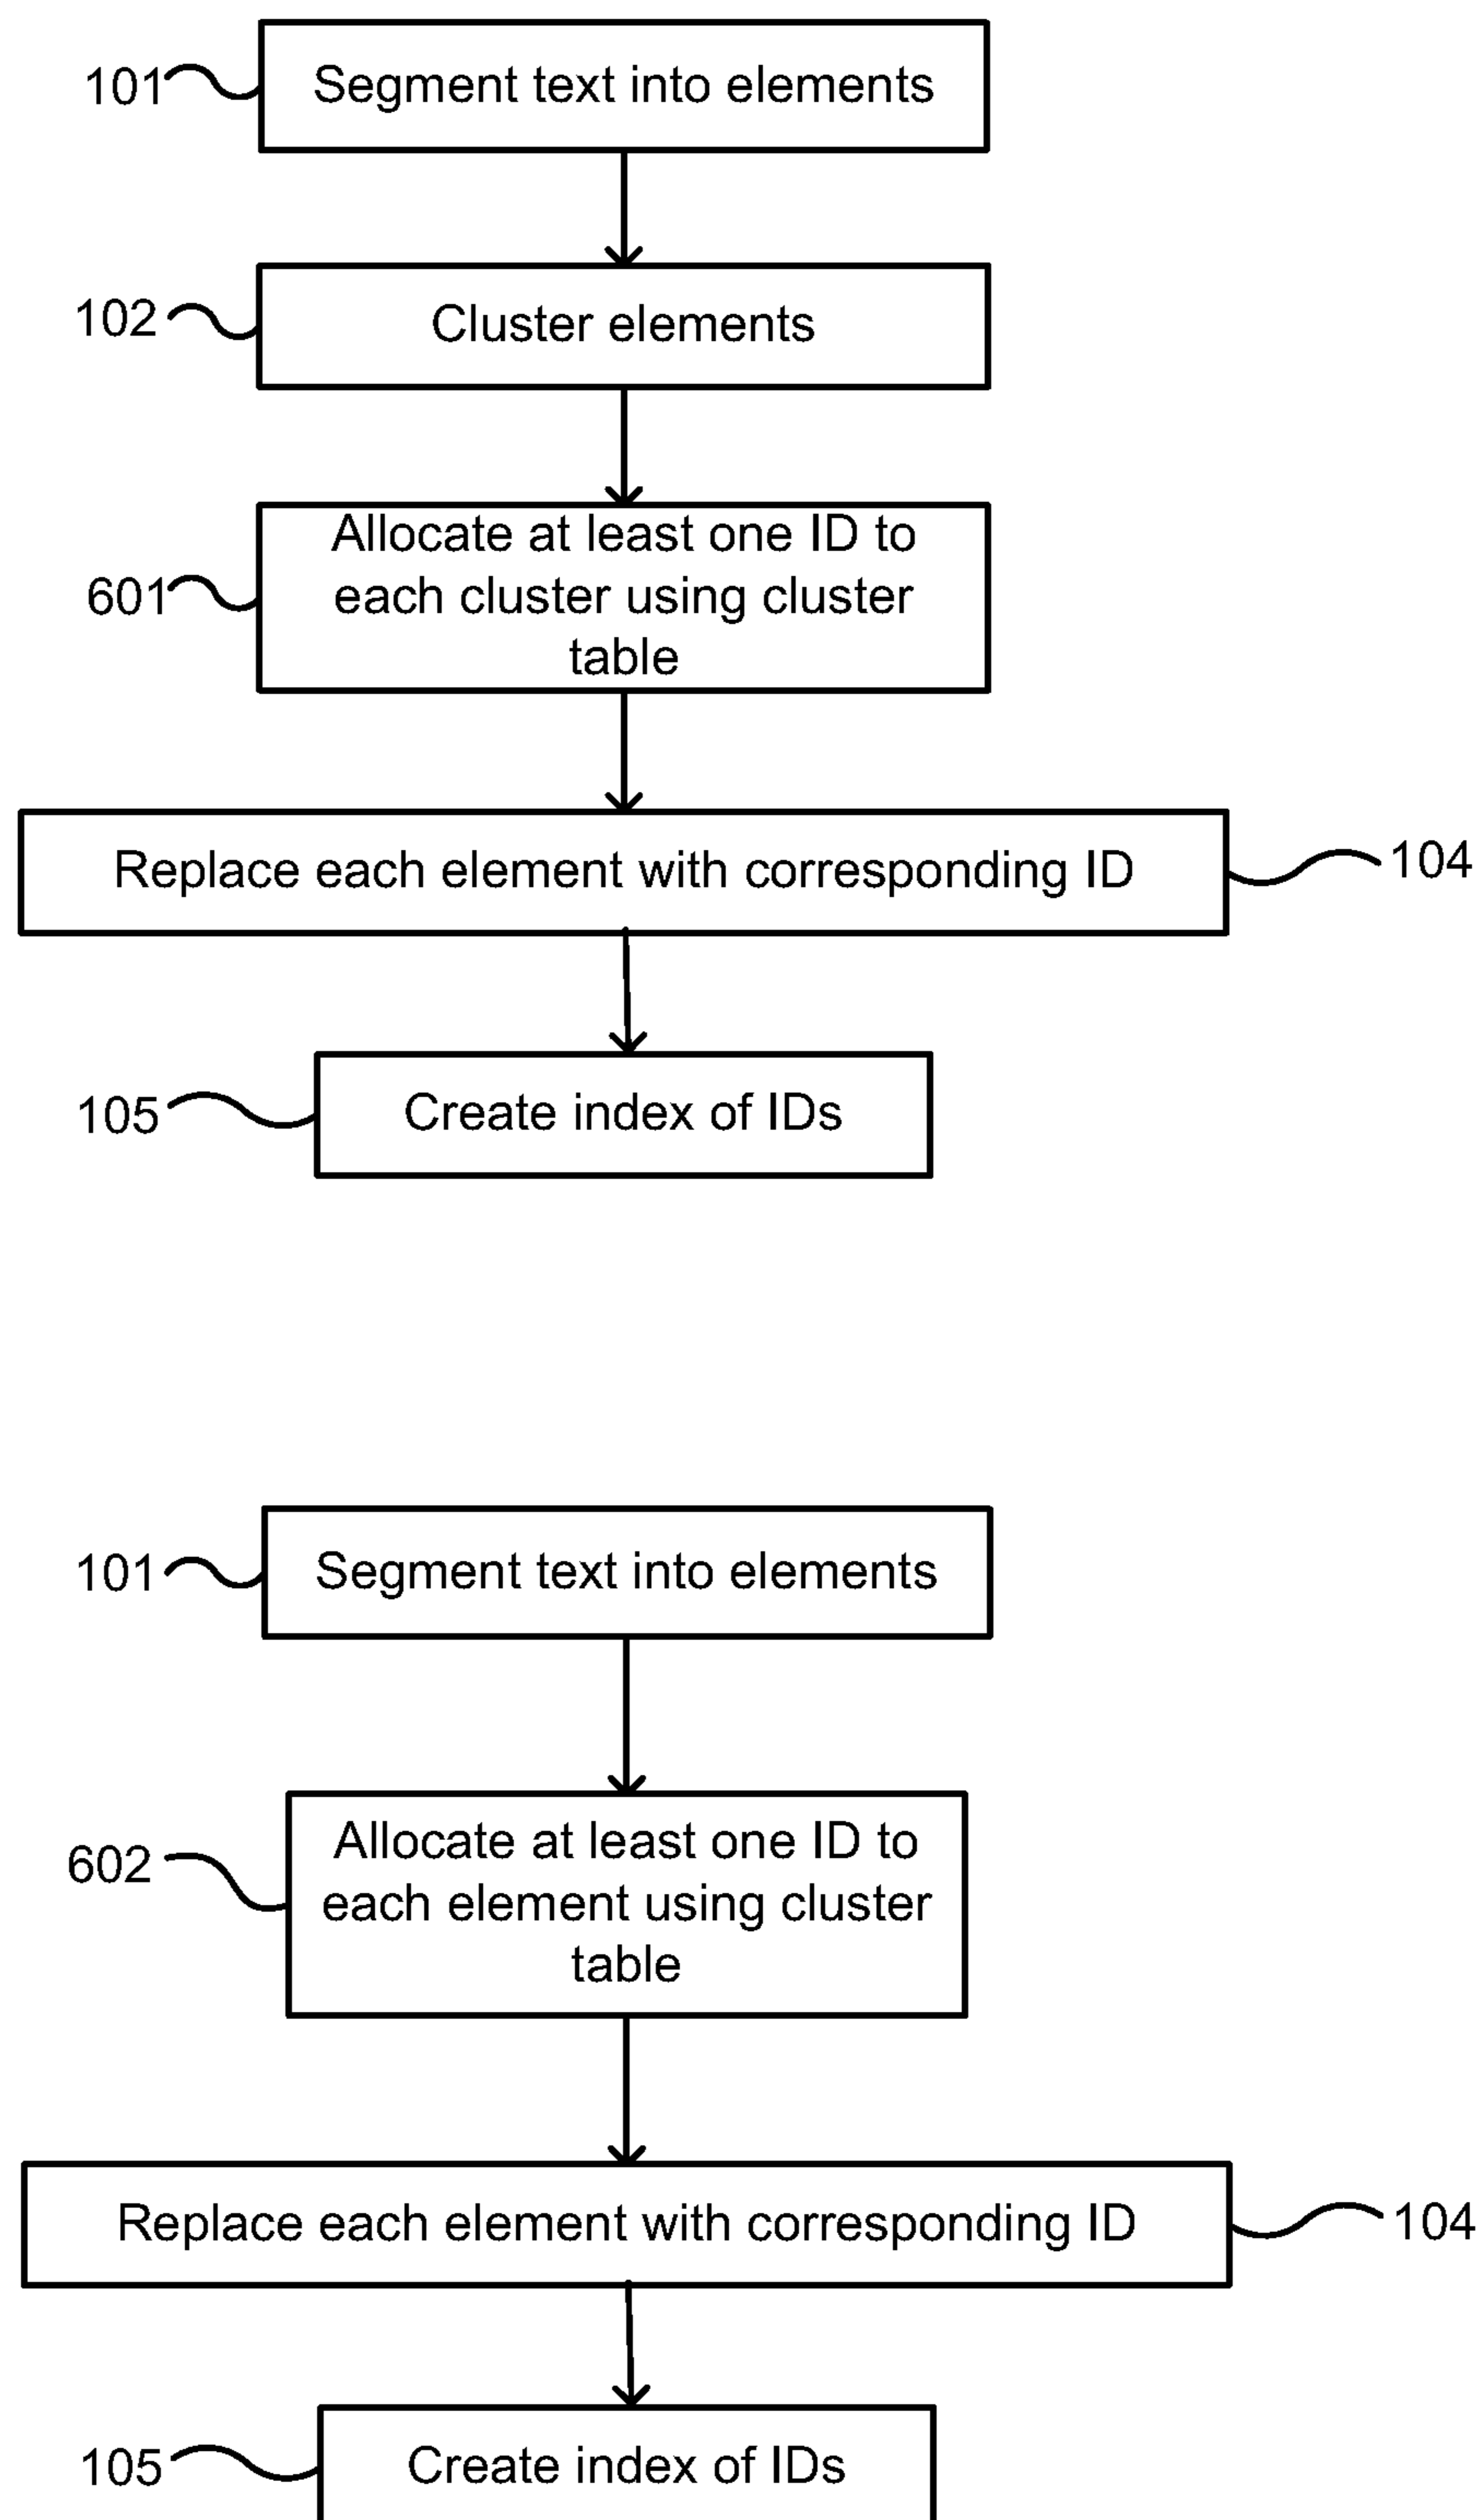 101 Segment text into elements
102 Cluster elements
Allocate at least one ID to
601 each cluster using cluster
table
Replace each element with corresponding ID 104
105 Create index of IDs
101 Segment text into elements
Allocate at least one ID to
602 each element using cluster
table
Replace each element with corresponding ID 104
105 Create index of IDs